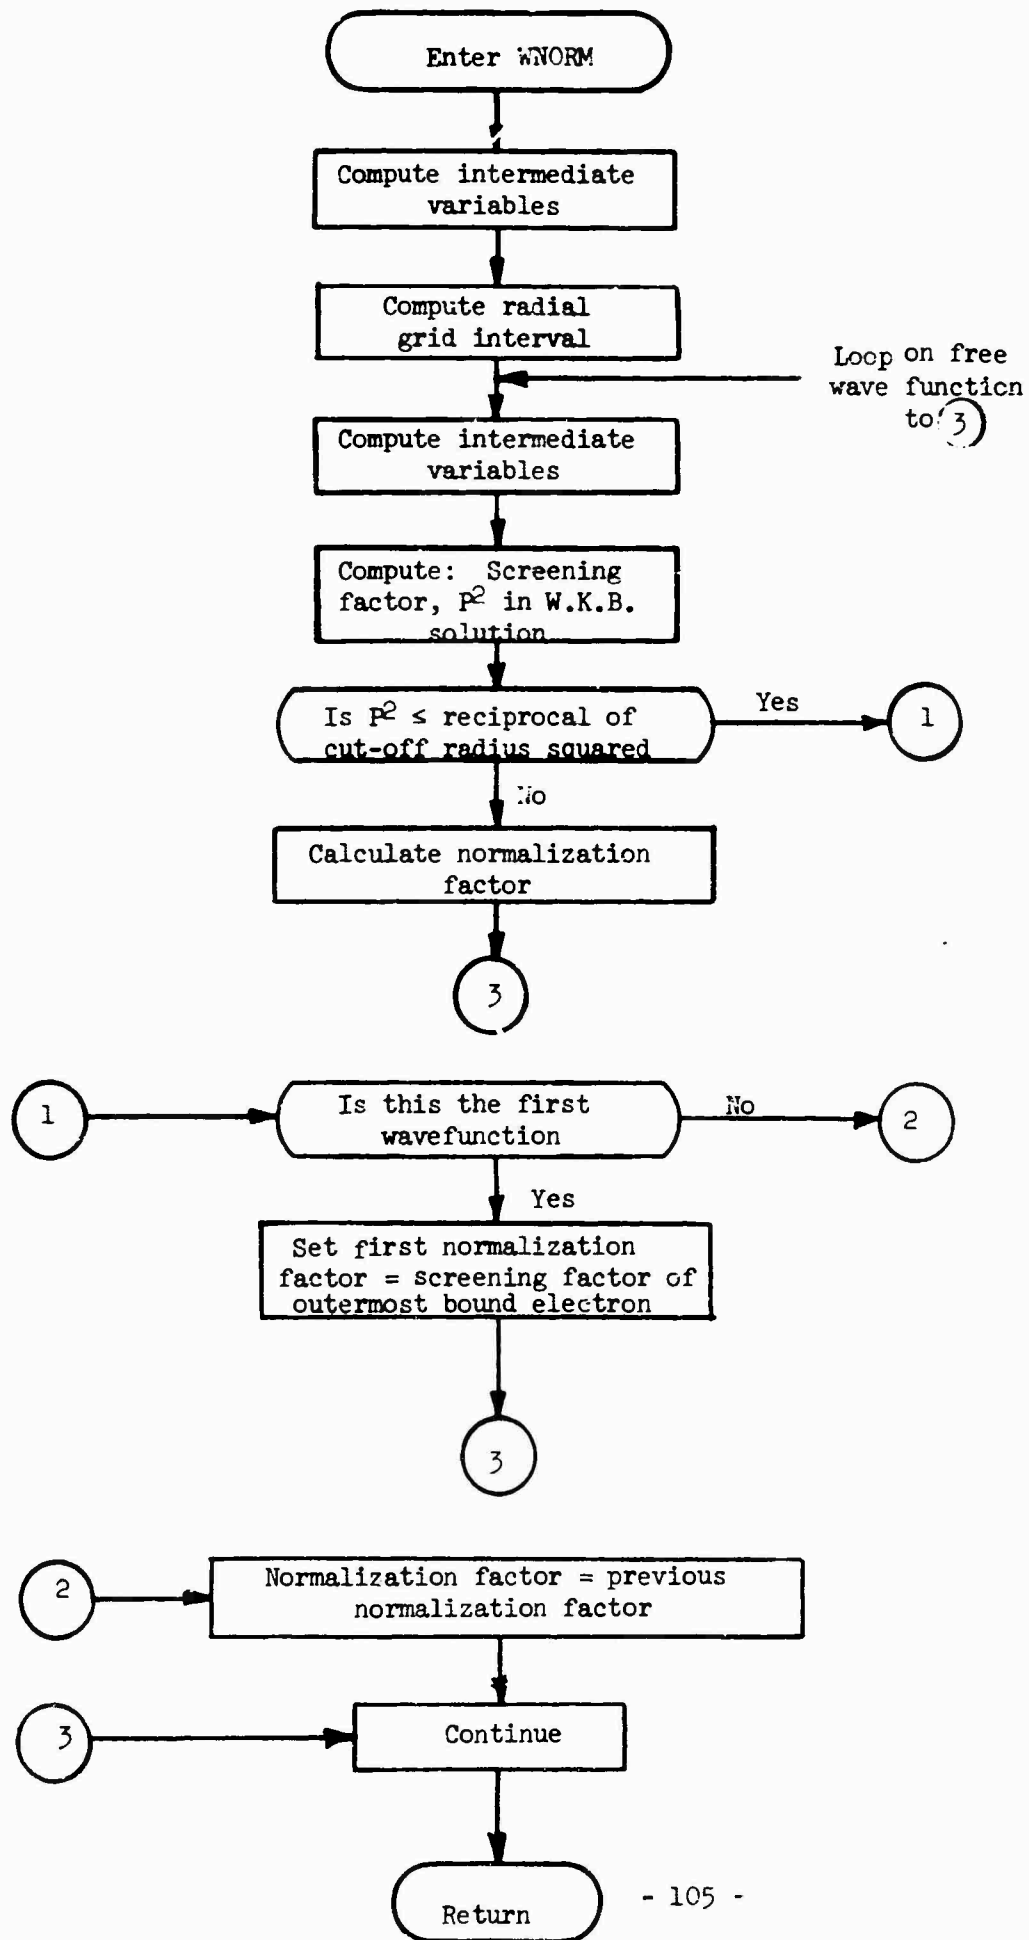 Enter WNORM
Compute intermediate
variables
Compute radial
grid interval
Loop on free
wave function
to 3
Compute intermediate
variables
Compute: Screening
factor, P² in W.K.B.
solution
Is P² ≤ reciprocal of
cut-off radius squared
Yes
1
No
Calculate normalization
factor
3
1
Is this the first
wavefunction
No
2
Yes
Set first normalization
factor = screening factor of
outermost bound electron
3
2
Normalization factor = previous
normalization factor
3
Continue
Return
- 105 -